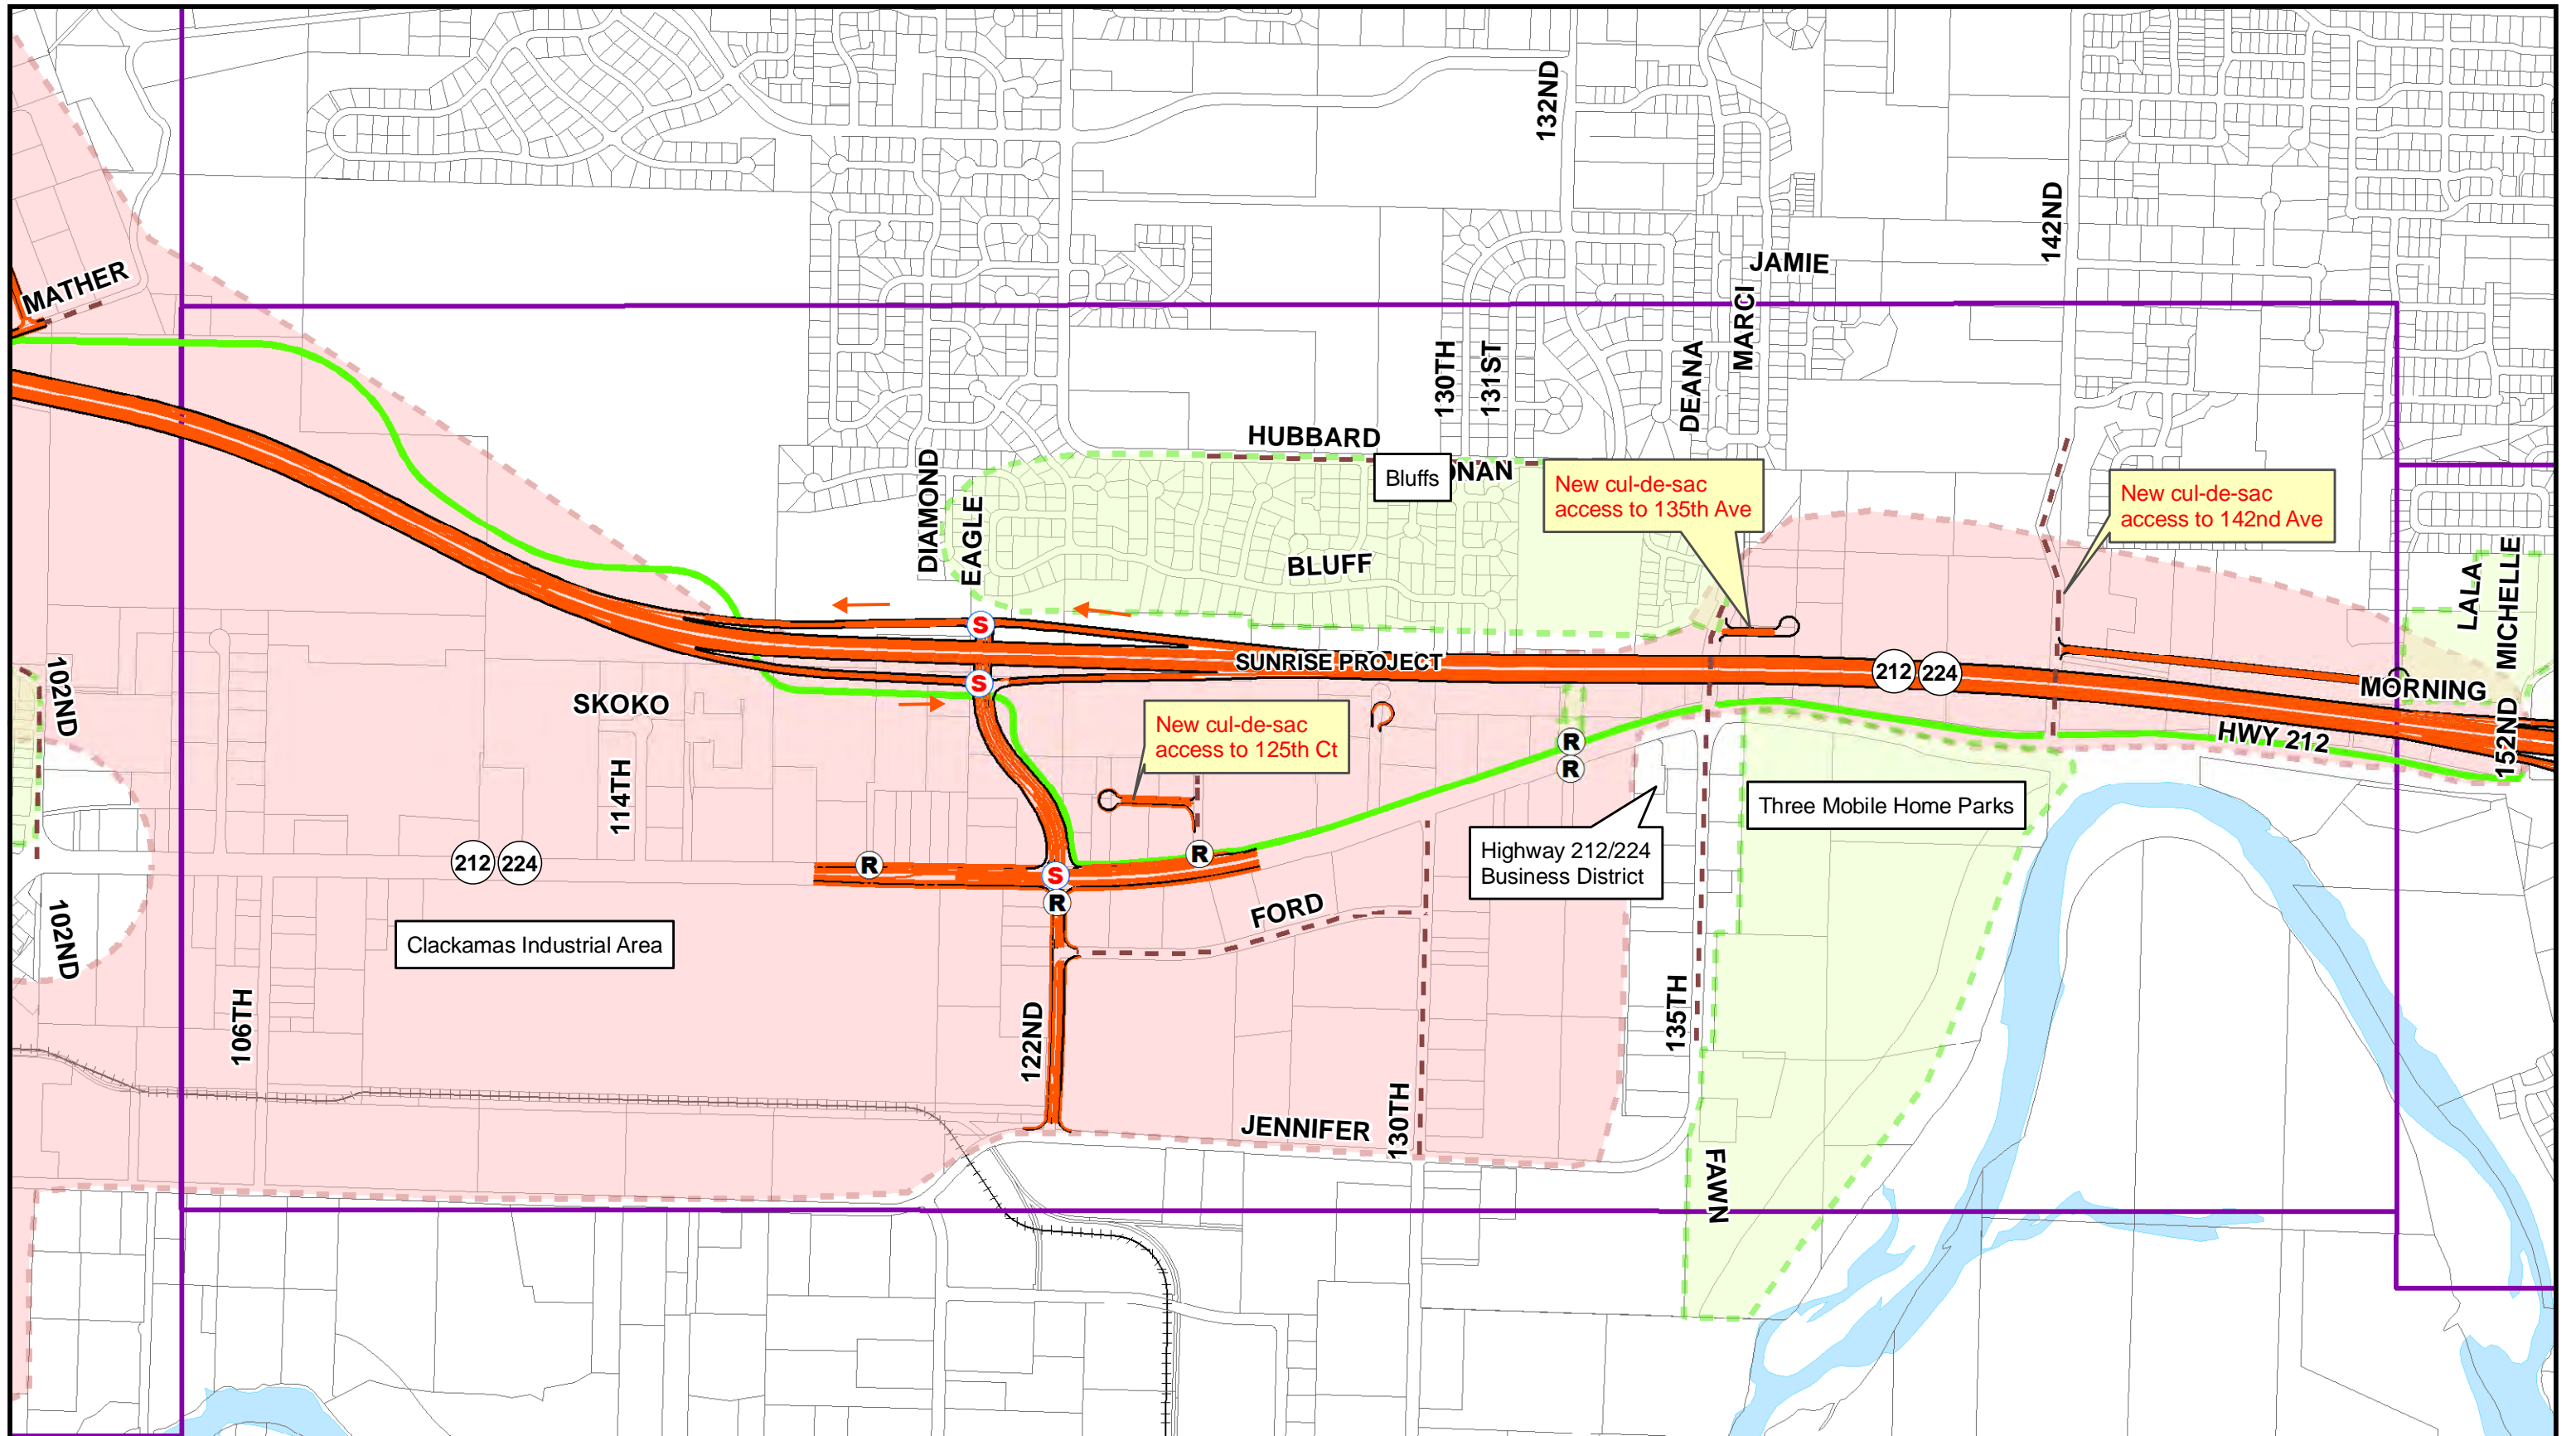 132ND
142ND
MATHER
JAMIE
MARCI
130TH
131ST
DEANA
HUBBARD
DIAMOND
EAGLE
Bluffs
New cul-de-sac
access to 135th Ave
New cul-de-sac
access to 142nd Ave
BLUFF
LALA
MICHELLE
S
SUNRISE PROJECT
212
224
S
102ND
SKOKO
MORNING
New cul-de-sac
access to 125th Ct
152ND
HWY 212
R
R
114TH
Three Mobile Home Parks
212
224
R
R
S
R
Highway 212/224
Business District
FORD
102ND
Clackamas Industrial Area
106TH
122ND
135TH
JENNIFER
130TH
FAWN